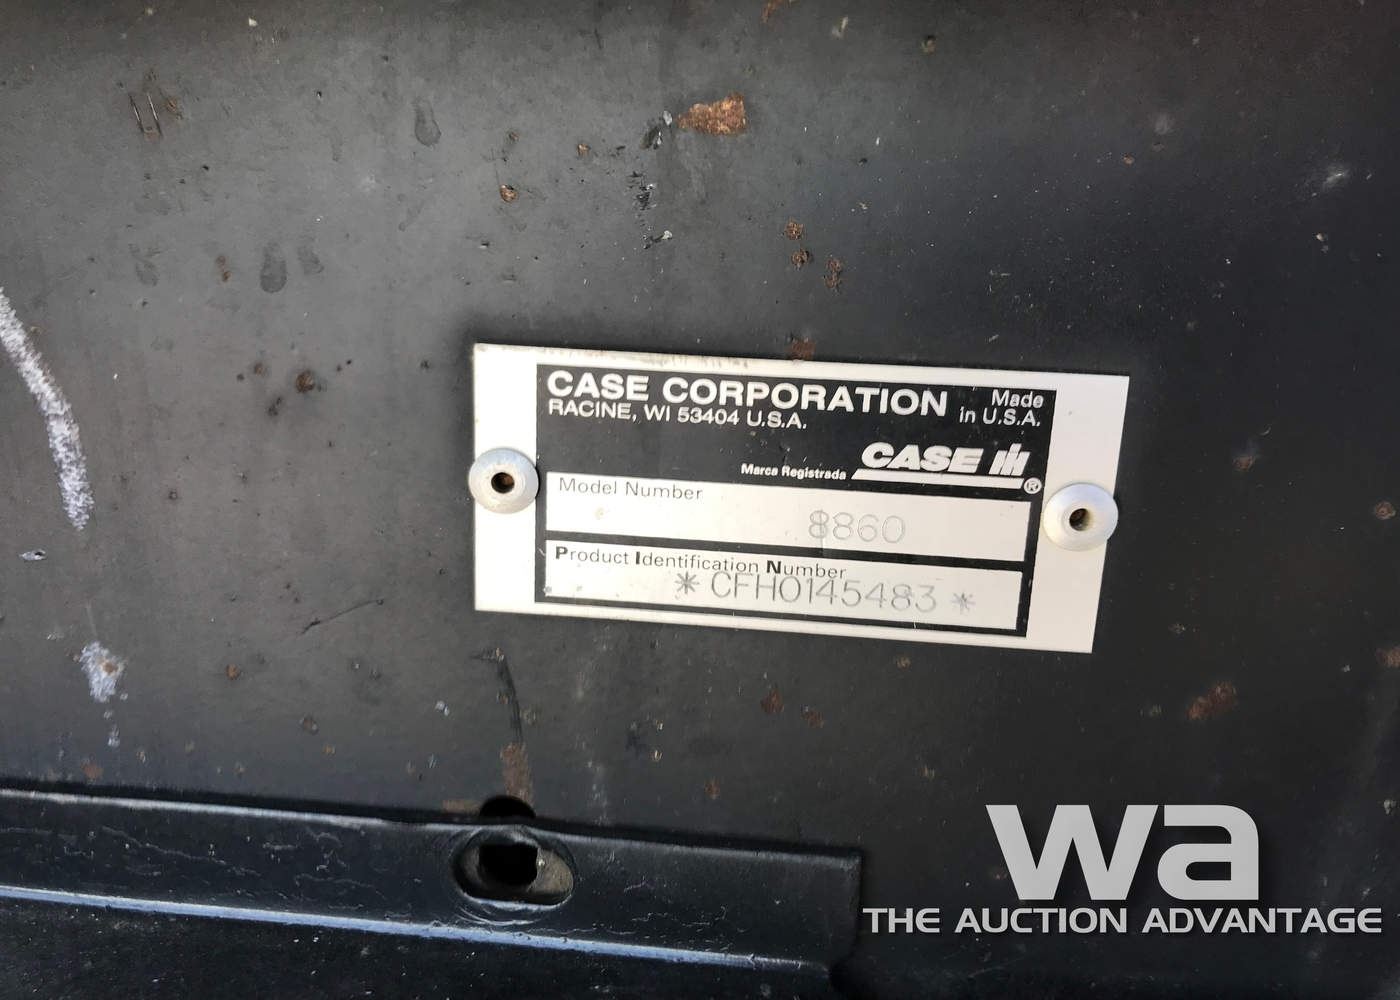 CASE CORPORATION
RACINE, WI 53404 U.S.A.
Made
in U.S.A.
Marca Registrada CASE IH ®
Model Number
8860
Product Identification Number
* CFH0145483 *
wa
THE AUCTION ADVANTAGE